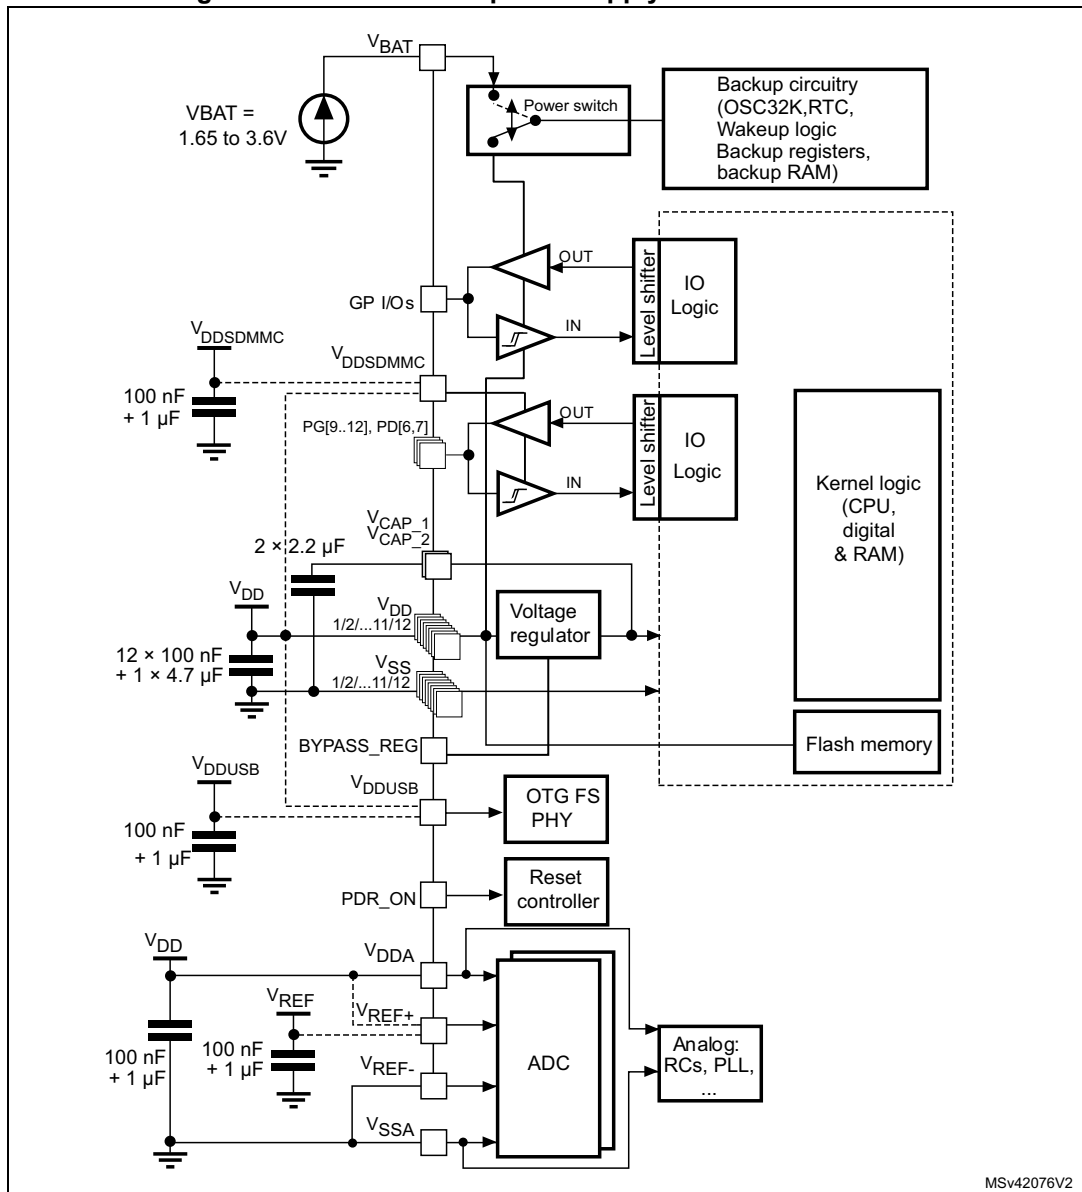 VBAT
VBAT =
1.65 to 3.6V
Power switch
Backup circuitry
(OSC32K,RTC,
Wakeup logic
Backup registers,
backup RAM)
OUT
GP I/Os
IN
Level shifter
IO
Logic
VDDSDMMC
VDDSDMMC
100 nF
+ 1 µF
OUT
PG[9..12], PD[6,7]
IN
Level shifter
IO
Logic
Kernel logic
(CPU,
digital
& RAM)
VCAP_1
VCAP_2
2 × 2.2 µF
VDD
VDD
1/2/...11/12
Voltage
regulator
12 × 100 nF
+ 1 × 4.7 µF
VSS
1/2/...11/12
BYPASS_REG
Flash memory
VDDUSB
VDDUSB
OTG FS
PHY
100 nF
+ 1 µF
PDR_ON
Reset
controller
VDD
VDDA
VREF
VREF+
100 nF
+ 1 µF
100 nF
+ 1 µF
VREF-
ADC
Analog:
RCs, PLL,
...
VSSA
MSv42076V2